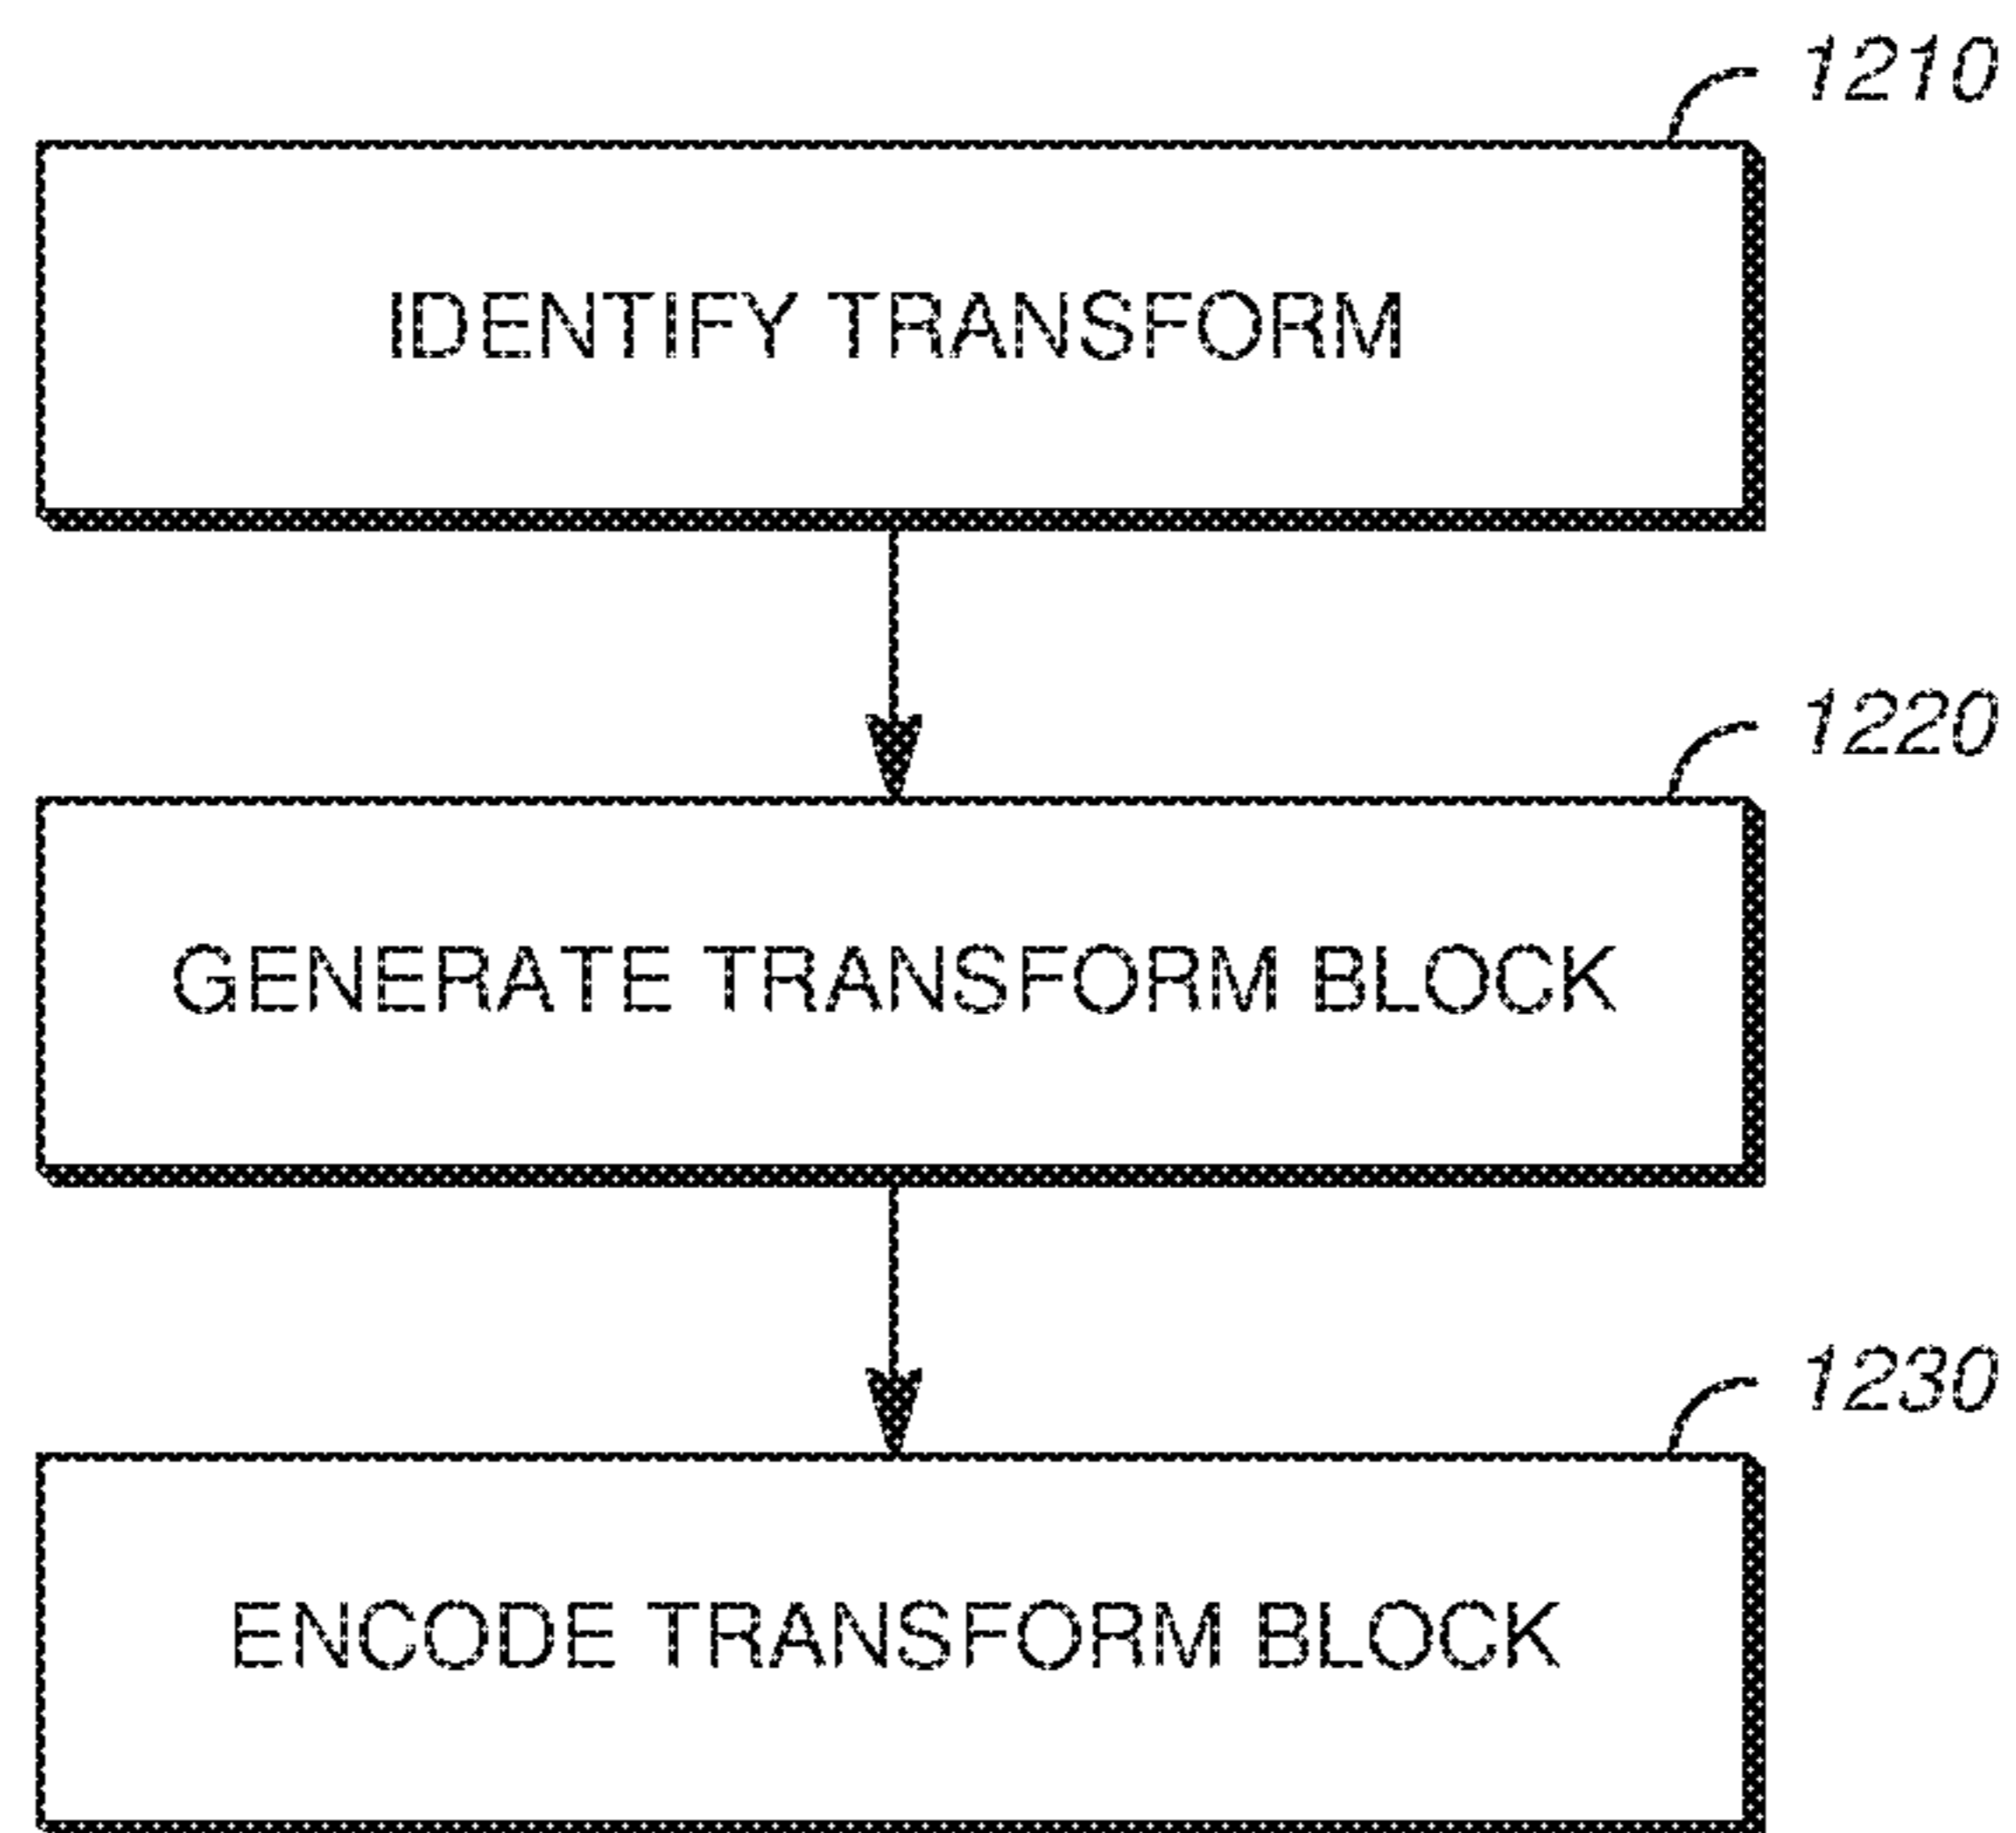 1210
IDENTIFY TRANSFORM
1220
GENERATE TRANSFORM BLOCK
1230
ENCODE TRANSFORM BLOCK